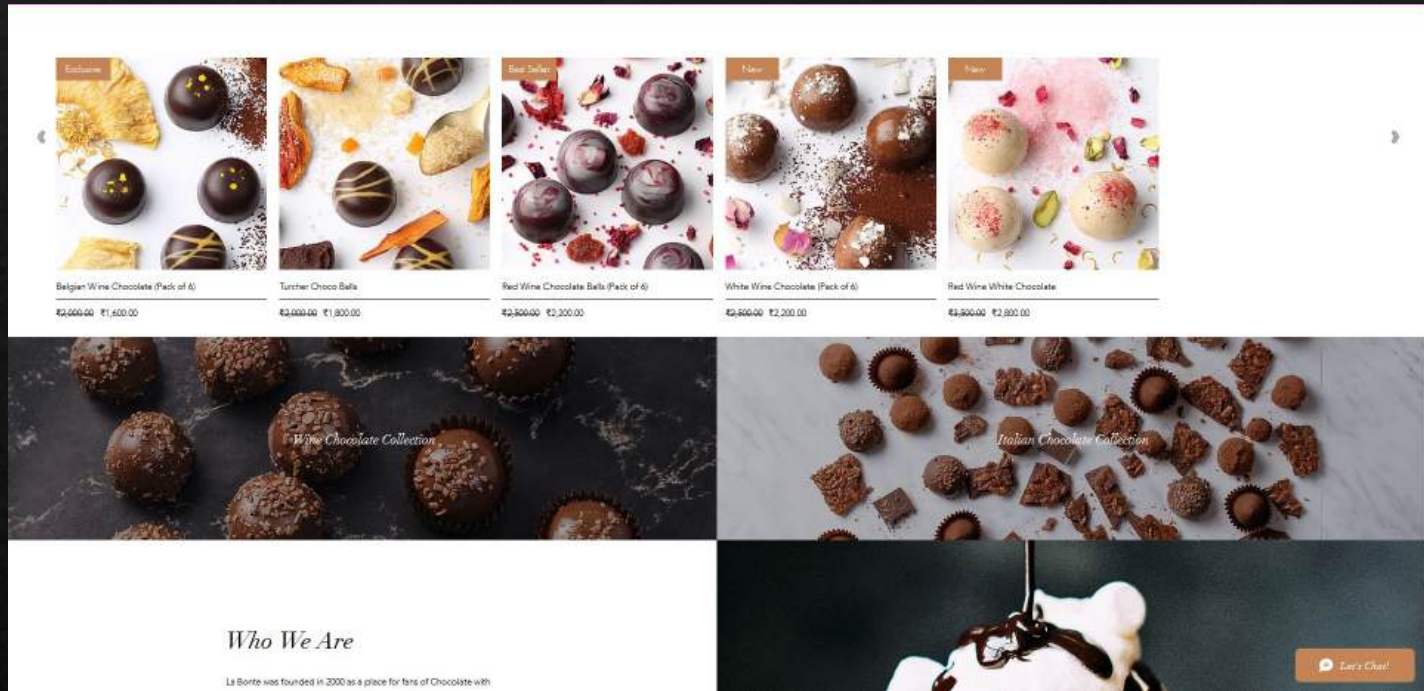 Exclusive
Best Seller
New
New
Belgian Wine Chocolate (Pack of 6)
Turcher Choco Balls
Red Wine Chocolate Balls (Pack of 6)
White Wine Chocolate (Pack of 6)
Red Wine White Chocolate
₹2,000.00 ₹1,600.00
₹2,000.00 ₹1,800.00
₹2,500.00 ₹2,200.00
₹2,500.00 ₹2,200.00
₹3,500.00 ₹2,800.00
Wine Chocolate Collection
Italian Chocolate Collection
Who We Are
La Bonte was founded in 2000 as a place for fans of Chocolate with
Let's Chat!